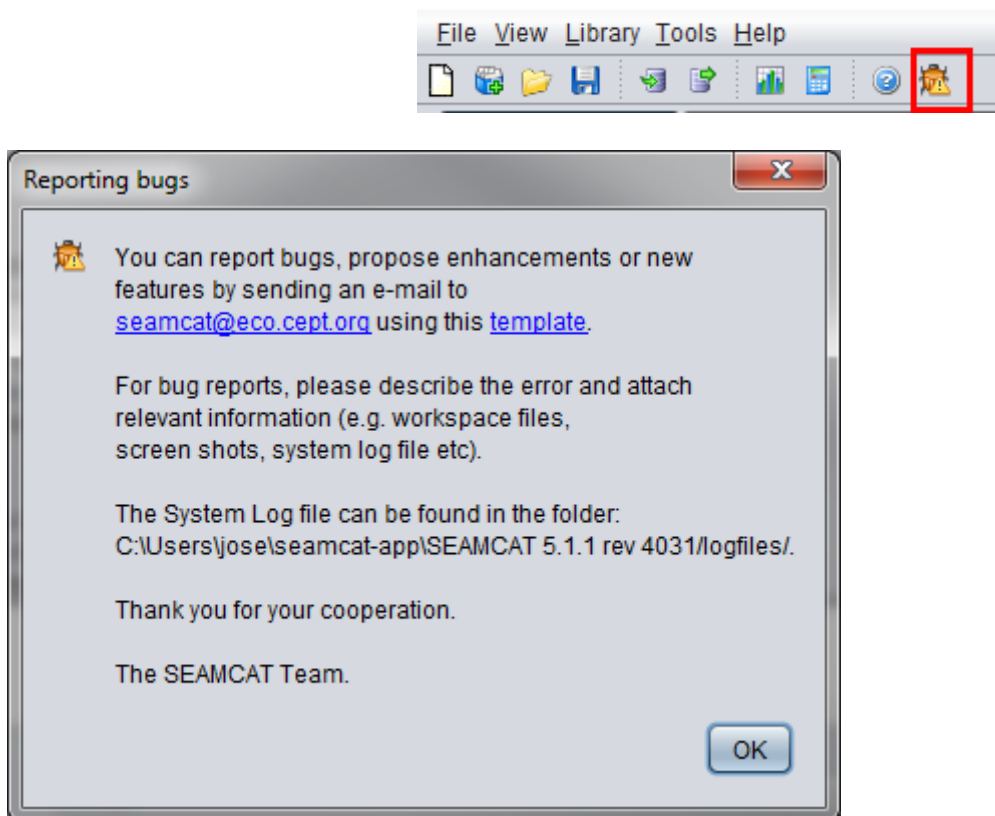 File View Library Tools Help
Reporting bugs
You can report bugs, propose enhancements or new
features by sending an e-mail to
seamcat@eco.cept.org using this template.
For bug reports, please describe the error and attach
relevant information (e.g. workspace files,
screen shots, system log file etc).
The System Log file can be found in the folder:
C:\Users\jose\seamcat-app\SEAMCAT 5.1.1 rev 4031/logfiles/.
Thank you for your cooperation.
The SEAMCAT Team.
OK